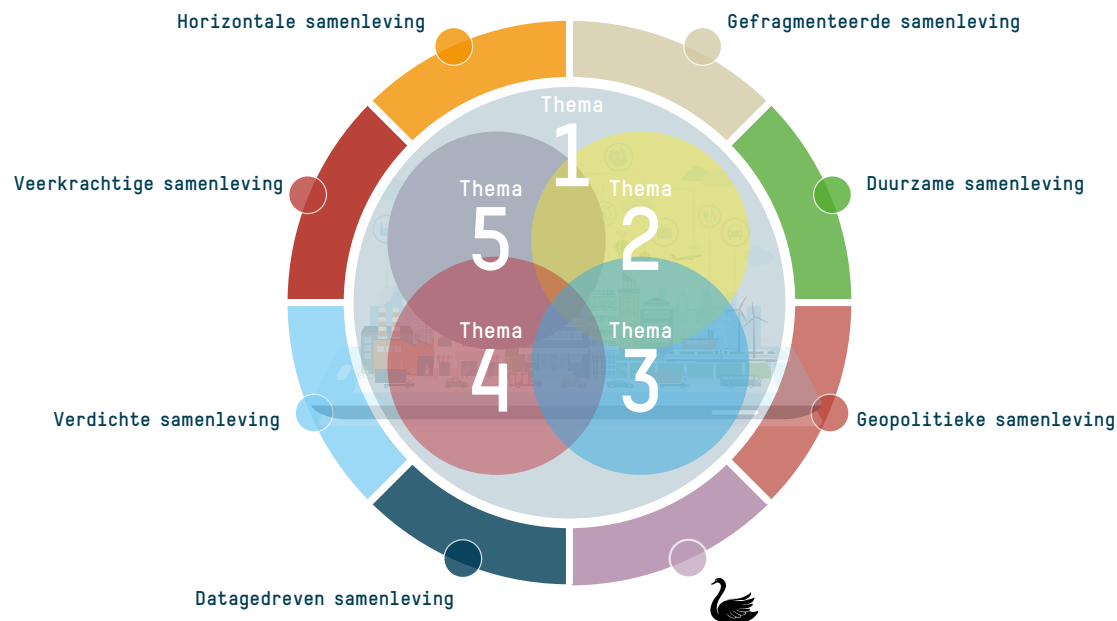 Horizontale samenleving
Gefragmenteerde samenleving
Thema
1
Veerkrachtige samenleving
Thema
5
Thema
2
Duurzame samenleving
Thema
4
Thema
3
Verdichte samenleving
Geopolitieke samenleving
Datagedreven samenleving